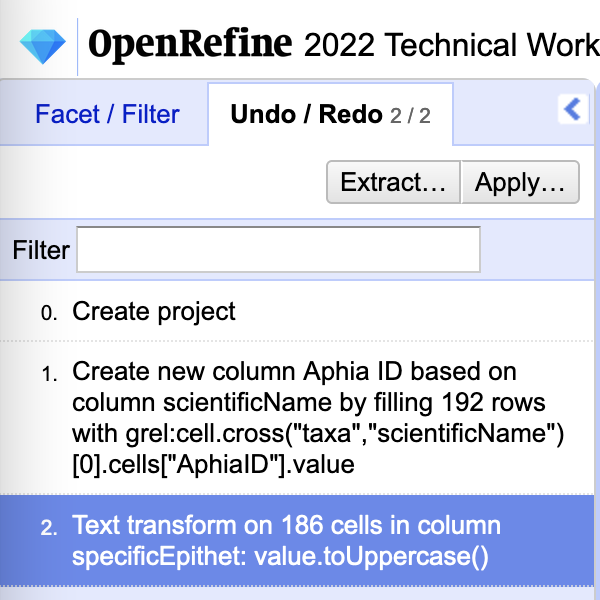 OpenRefine 2022 Technical Work
Facet / Filter
Undo / Redo 2 / 2
Extract... Apply...
Filter
0. Create project
1. Create new column Aphia ID based on
column scientificName by filling 192 rows
with grel:cell.cross("taxa","scientificName")
[0].cells["AphiaID"].value
2. Text transform on 186 cells in column
specificEpithet: value.toUppercase()